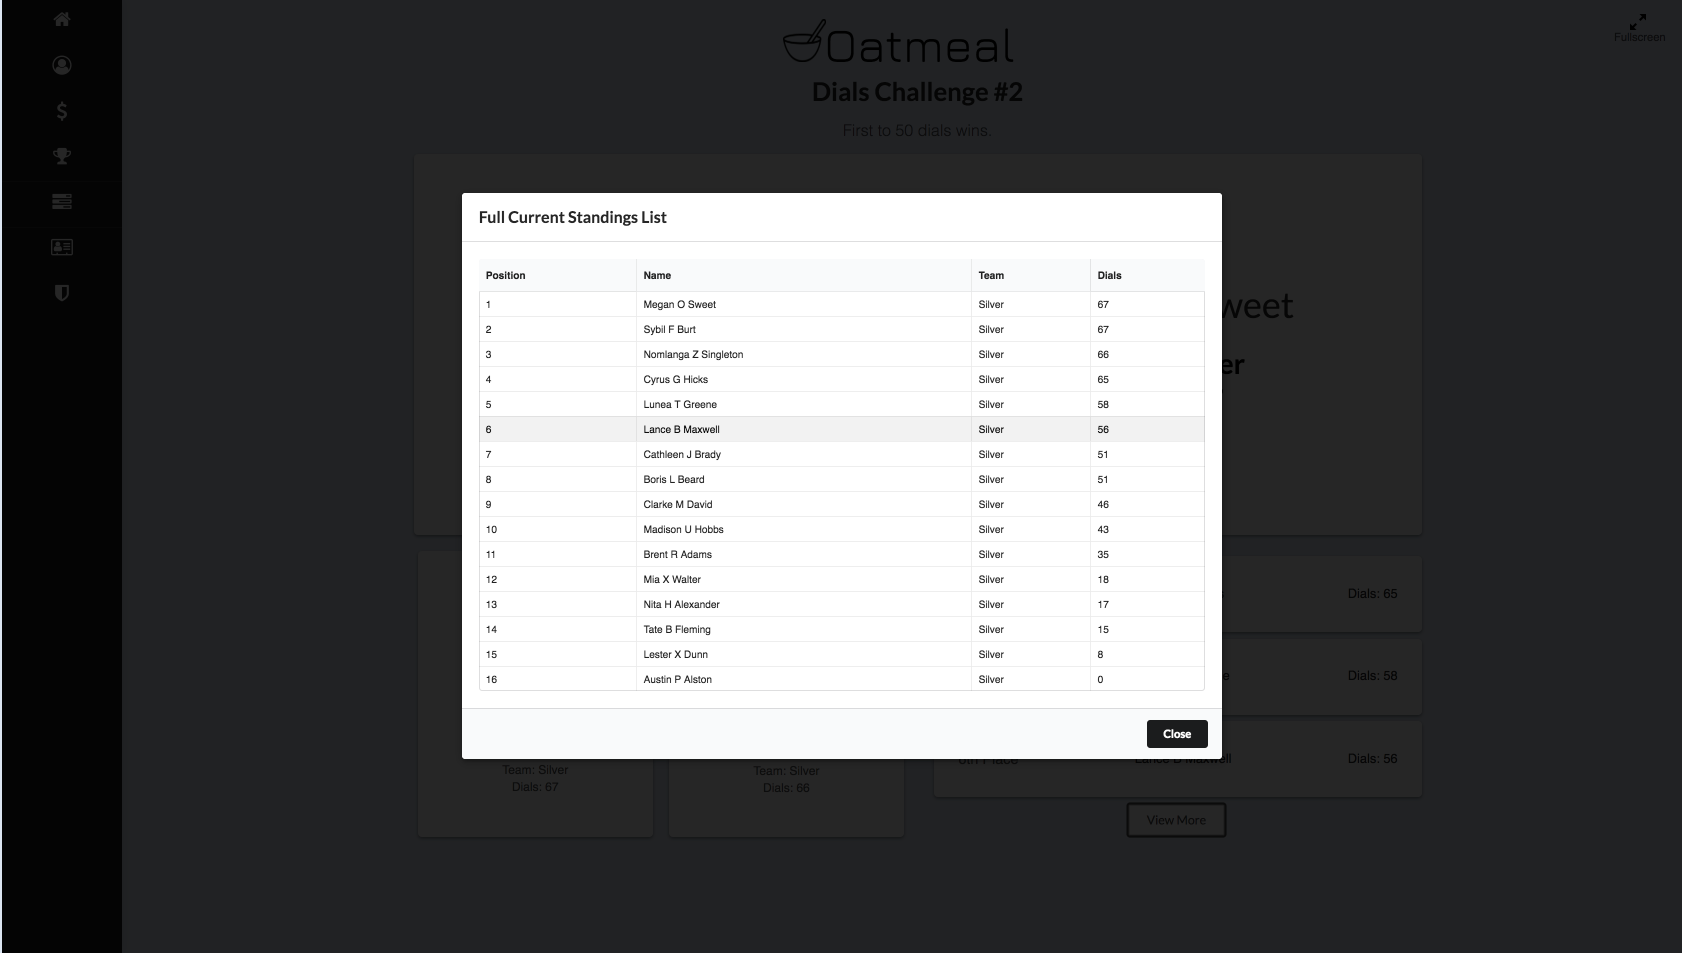 Oatmeal
Fullscreen
Dials Challenge #2
First to 50 dials wins.
Full Current Standings List
Position Name Team Dials
1 Megan O Sweet Silver 67
2 Sybil F Burt Silver 67
3 Nomlanga Z Singleton Silver 66
4 Cyrus G Hicks Silver 65
5 Lunea T Greene Silver 58
6 Lance B Maxwell Silver 56
7 Cathleen J Brady Silver 51
8 Boris L Beard Silver 51
9 Clarke M David Silver 46
10 Madison U Hobbs Silver 43
11 Brent R Adams Silver 35
12 Mia X Walter Silver 18
13 Nita H Alexander Silver 17
14 Tate B Fleming Silver 15
15 Lester X Dunn Silver 8
16 Austin P Alston Silver 0
Close
weet
er
Dials: 65
Dials: 58
6th Place Lance B Maxwell Dials: 56
Team: Silver
Dials: 67
Team: Silver
Dials: 66
View More